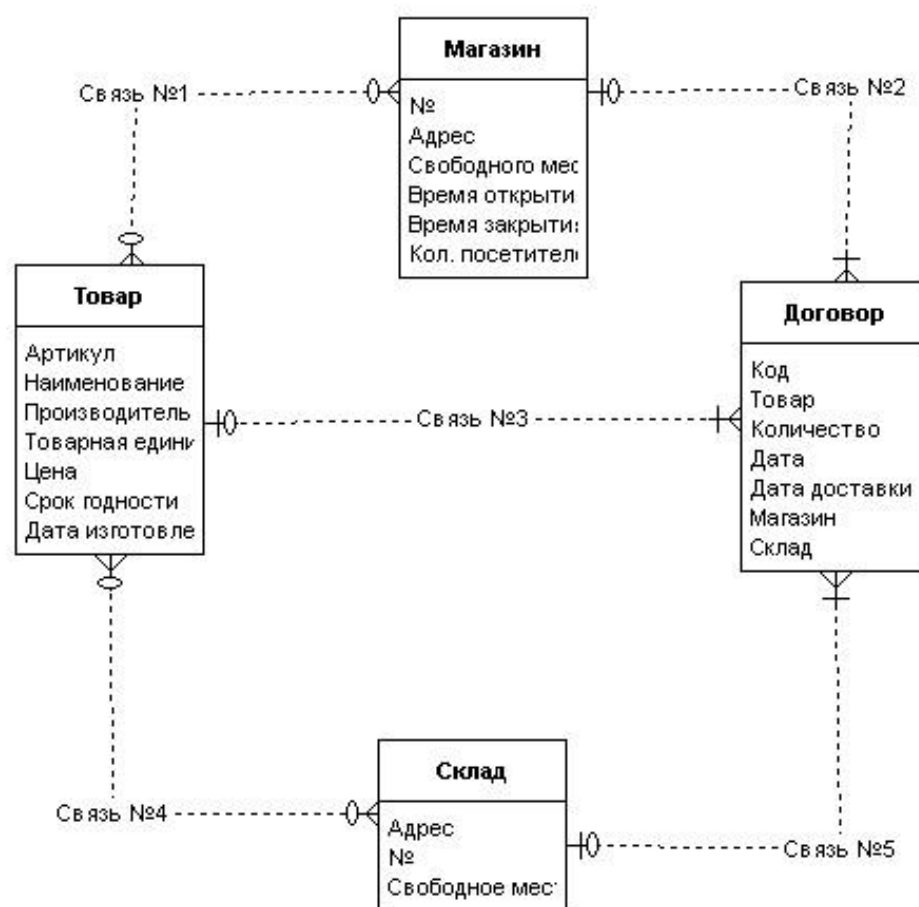 Магазин
Связь №1
Связь №2
№
Адрес
Свободного мес
Время открыти
Время закрыти
Кол. посетител
Товар
Артикул
Наименование
Производитель
Товарная едини
Цена
Срок годности
Дата изготовле
Связь №3
Договор
Код
Товар
Количество
Дата
Дата доставки
Магазин
Склад
Связь №4
Склад
Адрес
№
Свободное мес
Связь №5